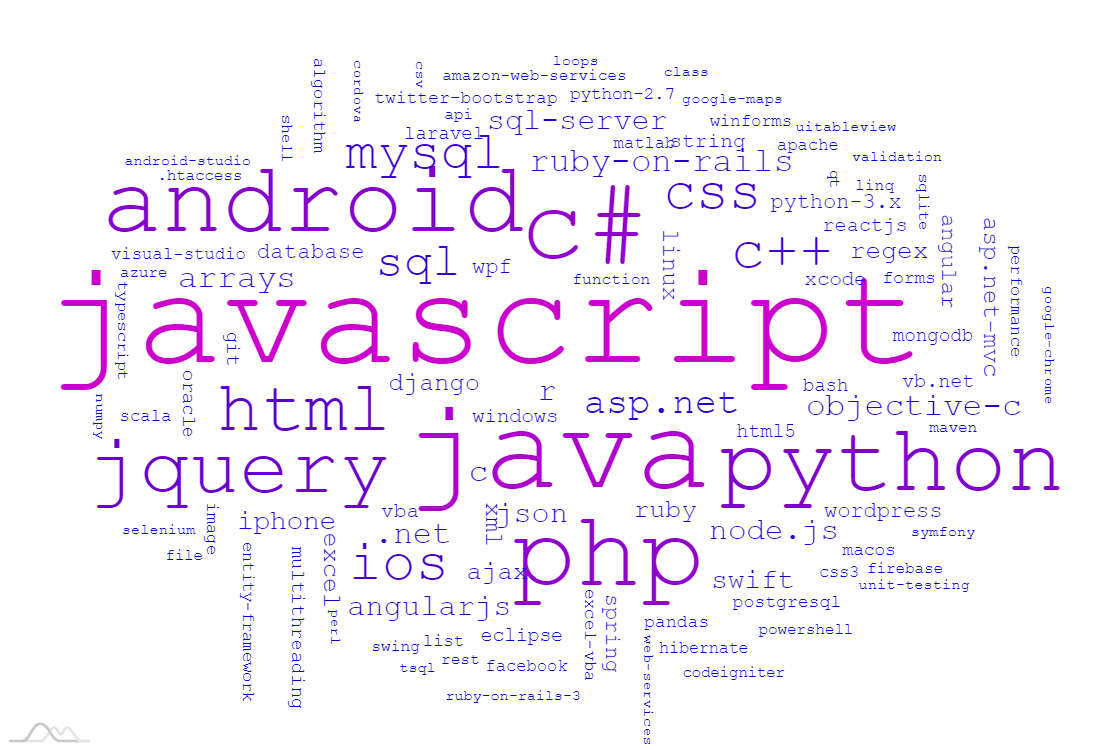 loops
algorithm
cordova
csv
amazon-web-services
class
twitter-bootstrap
python-2.7
google-maps
shell
api
laravel
sql-server
winforms
uitableview
mysql
matlab
string
apache
android-studio
ruby-on-rails
validation
.htaccess
android
c#
css
qt
linq
sqlite
python-3.x
reactjs
angular
asp.net-mvc
visual-studio
database
sql
wpf
linux
c++
regex
performance
azure
arrays
function
xcode
forms
typescript
javascript
google-chrome
git
mongodb
oracle
django
r
bash
vb.net
numpy
scala
html
windows
asp.net
objective-c
html5
maven
jquery
c
java
python
selenium
image
iphone
vba
.net
xml
json
ruby
node.js
wordpress
symfony
file
entity-framework
multithreading
excel
ios
ajax
php
swift
macos
css3
firebase
unit-testing
angularjs
perl
excel-vba
spring
postgresql
swing
list
eclipse
pandas
powershell
tsql
rest
facebook
web-services
hibernate
codeigniter
ruby-on-rails-3